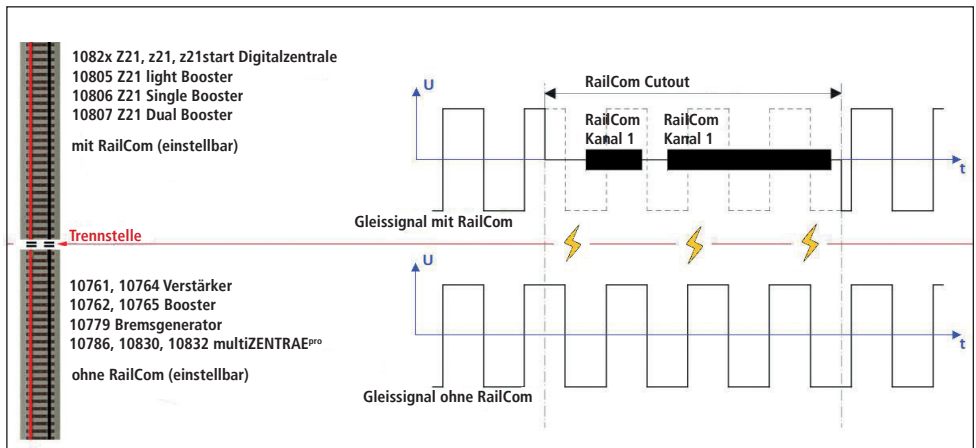 1082x Z21, z21, z21start Digitalzentrale
10805 Z21 light Booster
10806 Z21 Single Booster
10807 Z21 Dual Booster
mit RailCom (einstellbar)
Trennstelle
10761, 10764 Verstärker
10762, 10765 Booster
10779 Bremsgenerator
10786, 10830, 10832 multiZENTRAEpro
ohne RailCom (einstellbar)
RailCom Cutout
U
RailCom
Kanal 1
RailCom
Kanal 1
t
Gleissignal mit RailCom
U
t
Gleissignal ohne RailCom